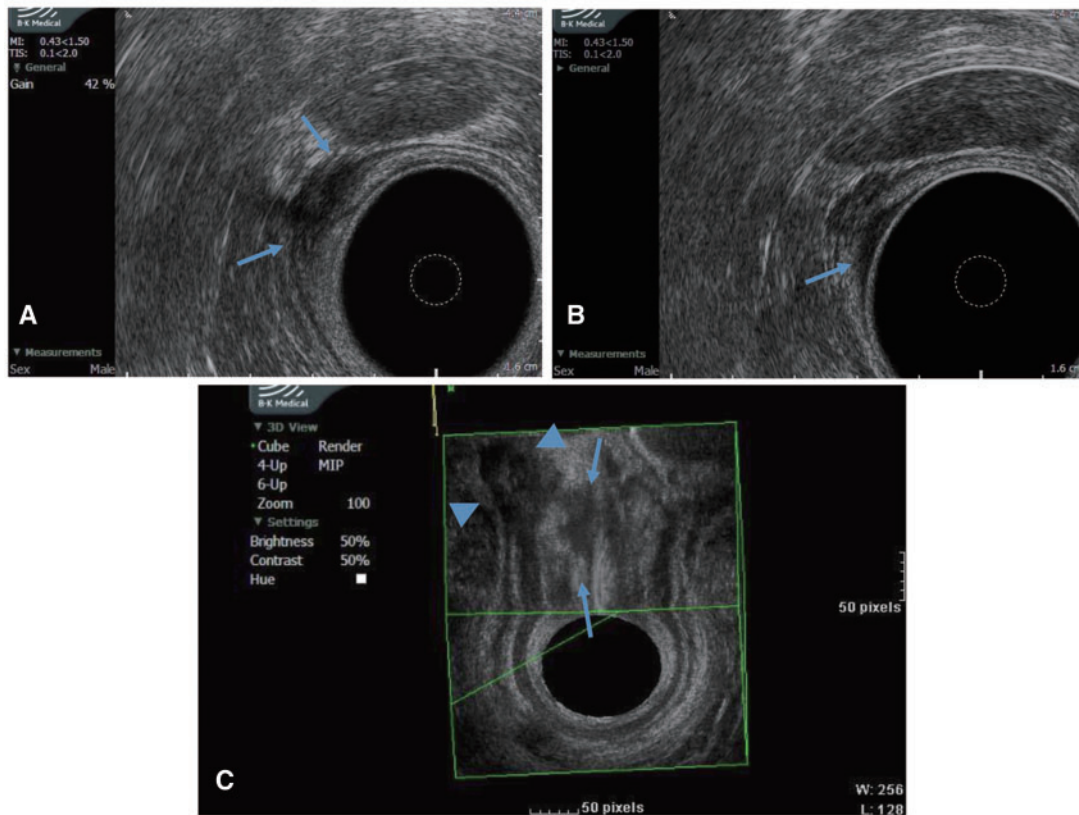 B-K Medical
MI: 0.43<1.50
TIS: 0.1<2.0
▼ General
Gain 42 %
A
▼ Measurements
Sex Male
1.6 cm
B-K Medical
MI: 0.43<1.50
TIS: 0.1<2.0
► General
B
▼ Measurements
Sex Male
1.6 cm
B-K Medical
▼ 3D View
Cube Render
4-Up MIP
6-Up
Zoom 100
▼ Settings
Brightness 50%
Contrast 50%
Hue
50 pixels
C
50 pixels
W: 256
L: 128